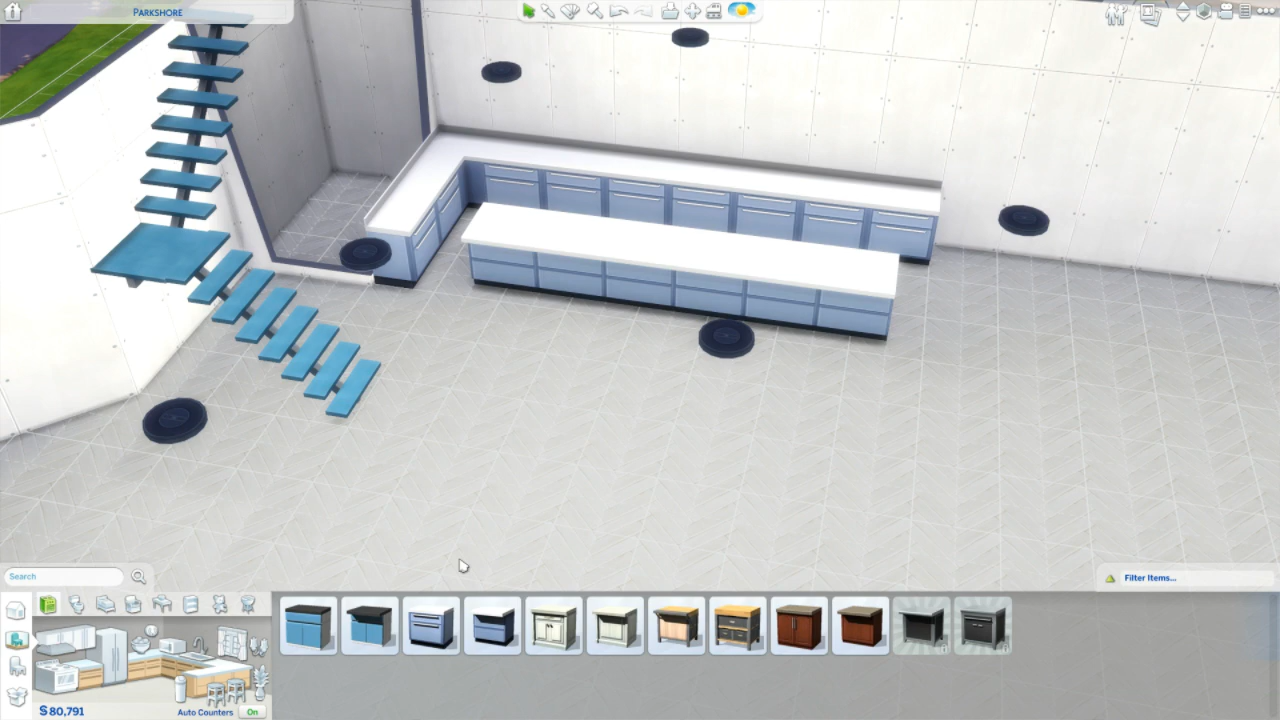 Parkshore
Search
Filter Items...
$80,791
Auto Counters On